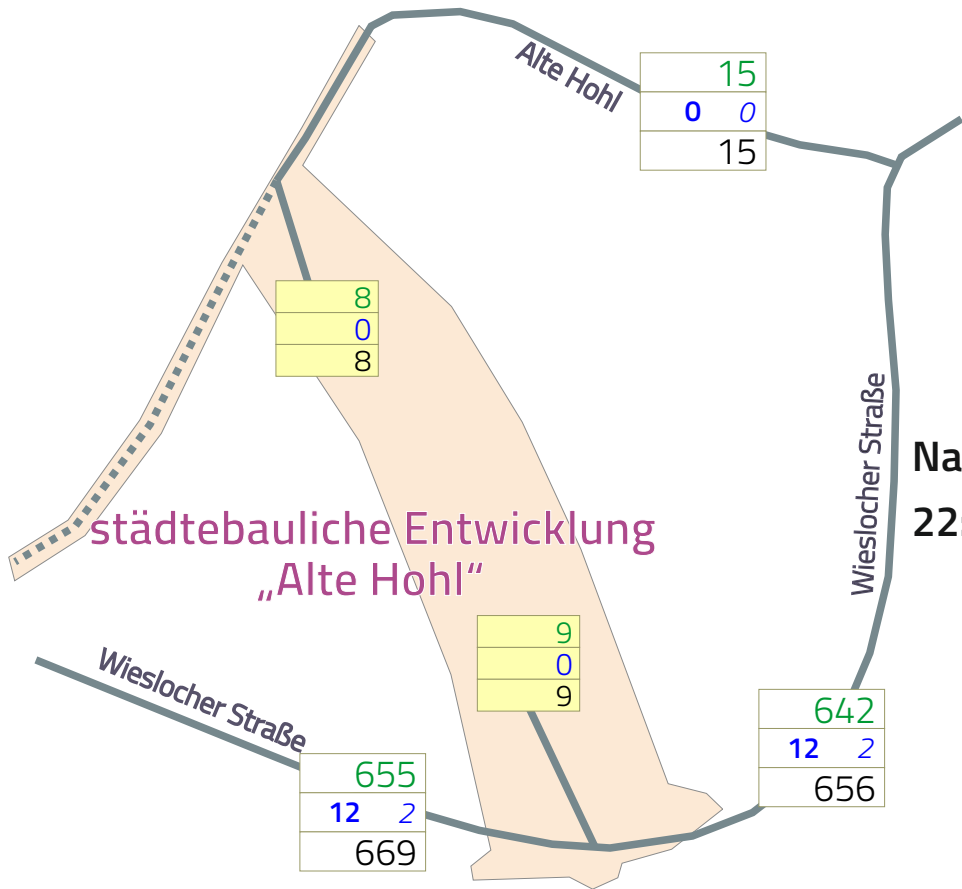 Alte Hohl
15
0 0
15
8
0
8
Wieslocher Straße
Na
22
städtebauliche Entwicklung
„Alte Hohl“
9
0
9
Wieslocher Straße
642
12 2
656
655
12 2
669